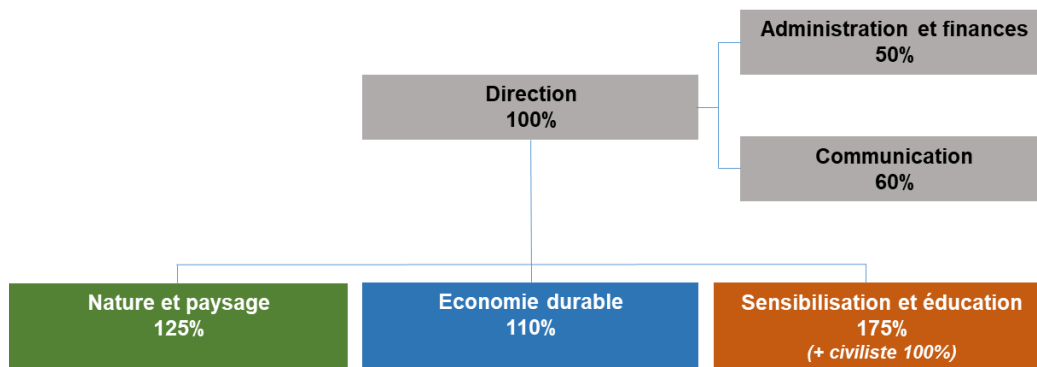 Administration et finances
50%
Direction
100%
Communication
60%
Nature et paysage
125%
Economie durable
110%
Sensibilisation et éducation
175%
(+ civiliste 100%)